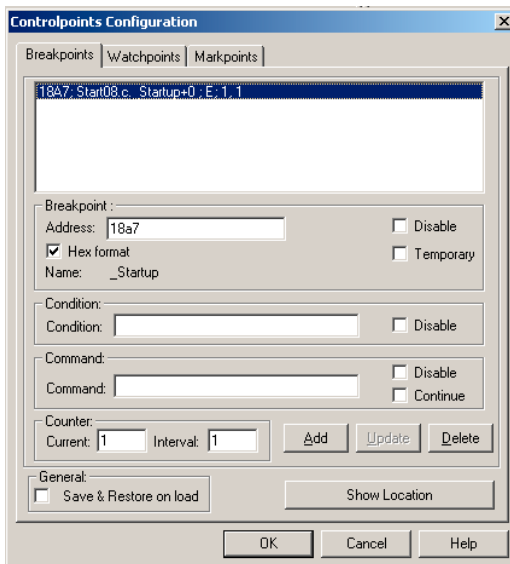 Controlpoints Configuration
Breakpoints Watchpoints Markpoints
18A7; Start08.c, _Startup+0 ; E; 1, 1
Breakpoint :
Address: 18a7 Disable
Hex format Temporary
Name: _Startup
Condition:
Condition: Disable
Command:
Disable
Command:
Continue
Counter:
Current: 1 Interval: 1 Add Update Delete
General:
Save & Restore on load Show Location
OK Cancel Help